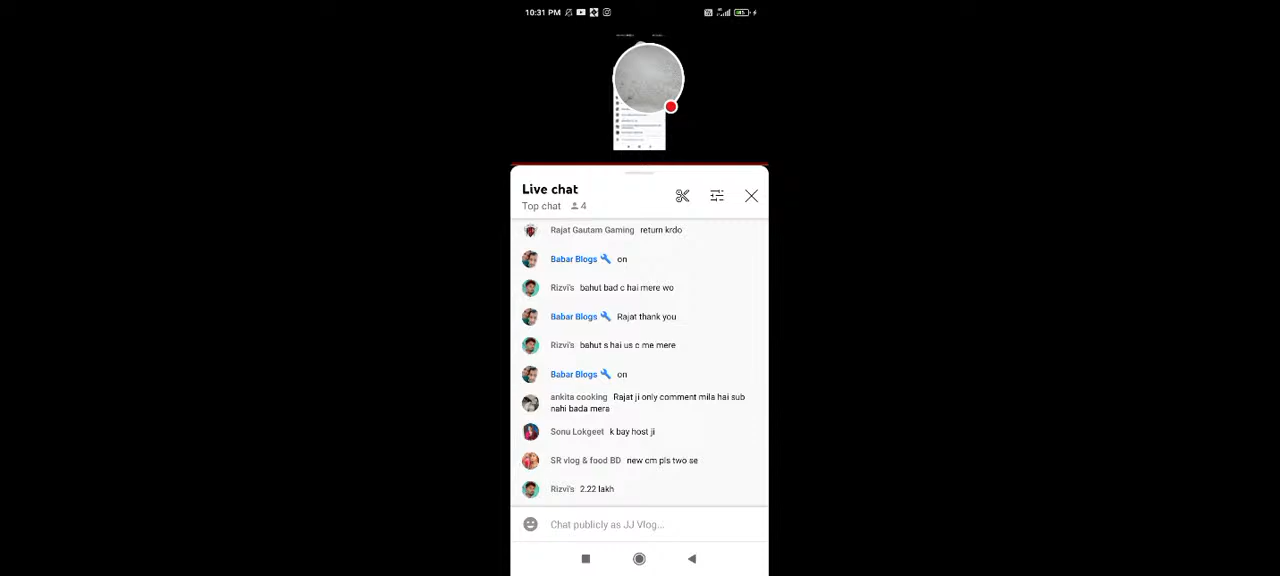 10:31 PM
Live chat
Top chat 4
Rajat Gautam Gaming return krdo
Babar Blogs on
Rizvi's bahut bad c hai mere wo
Babar Blogs Rajat thank you
Rizvi's bahut s hai us c me mere
Babar Blogs on
ankita cooking Rajat ji only comment mila hai sub
nahi bada mera
Sonu Lokgeet k bay host ji
SR vlog & food BD new cm pls two se
Rizvi's 2.22 lakh
Chat publicly as JJ Vlog...